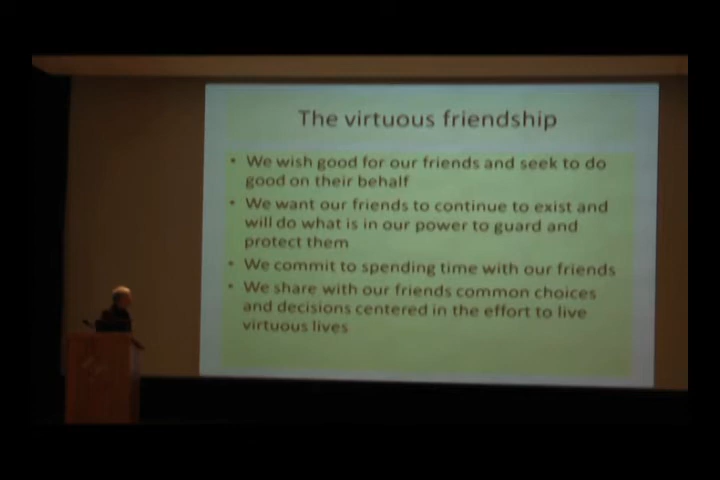 The virtuous friendship
• We wish good for our friends and seek to do
good on their behalf
• We want our friends to continue to exist and
will do what is in our power to guard and
protect them
• We commit to spending time with our friends
• We share with our friends common choices
and decisions centered in the effort to live
virtuous lives